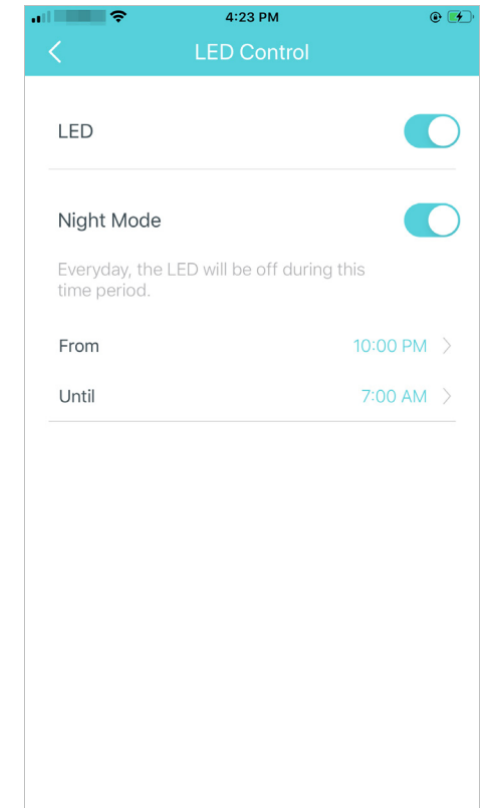 4:23 PM
LED Control
LED
Night Mode
Everyday, the LED will be off during this
time period.
From 10:00 PM
Until 7:00 AM